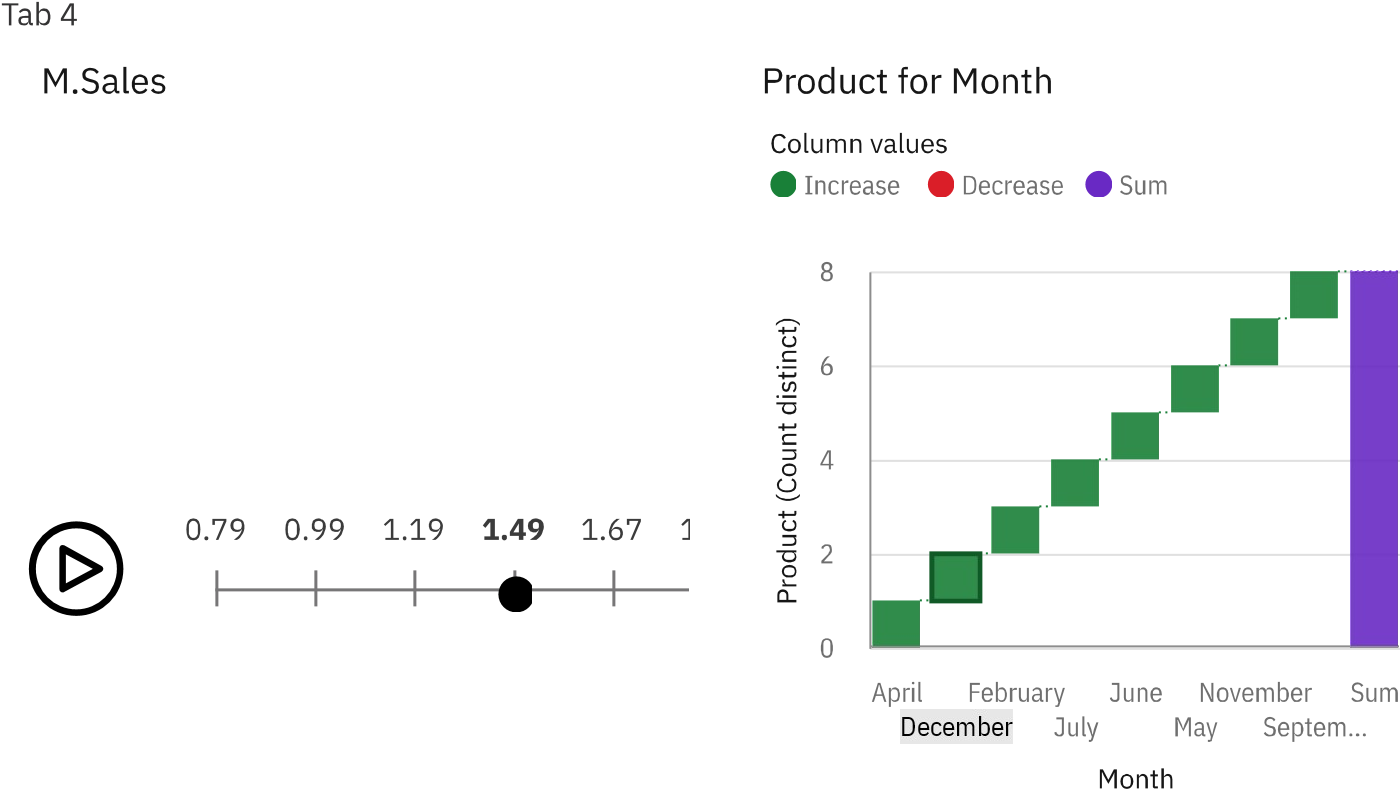 Tab 4
M.Sales
0.79 0.99 1.19 1.49 1.67
Product for Month
Column values
Increase Decrease Sum
Product (Count distinct)
8
6
4
2
0
April February June November Sum
December July May Septem...
Month